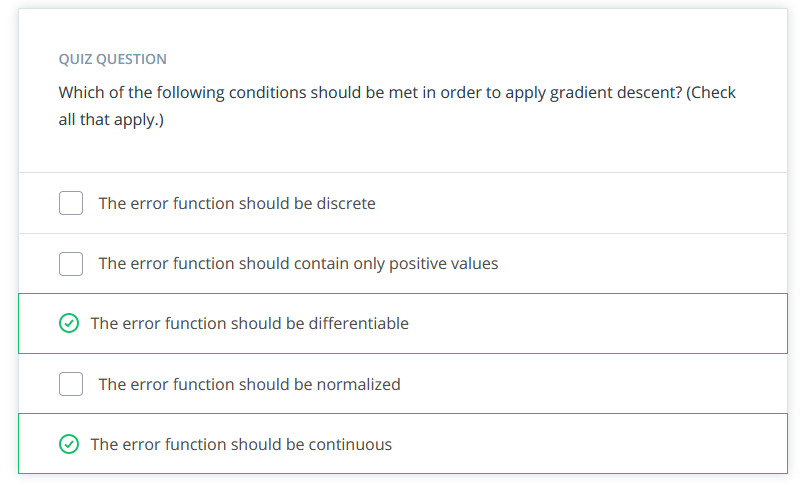 QUIZ QUESTION
Which of the following conditions should be met in order to apply gradient descent? (Check
all that apply.)
The error function should be discrete
The error function should contain only positive values
The error function should be differentiable
The error function should be normalized
The error function should be continuous